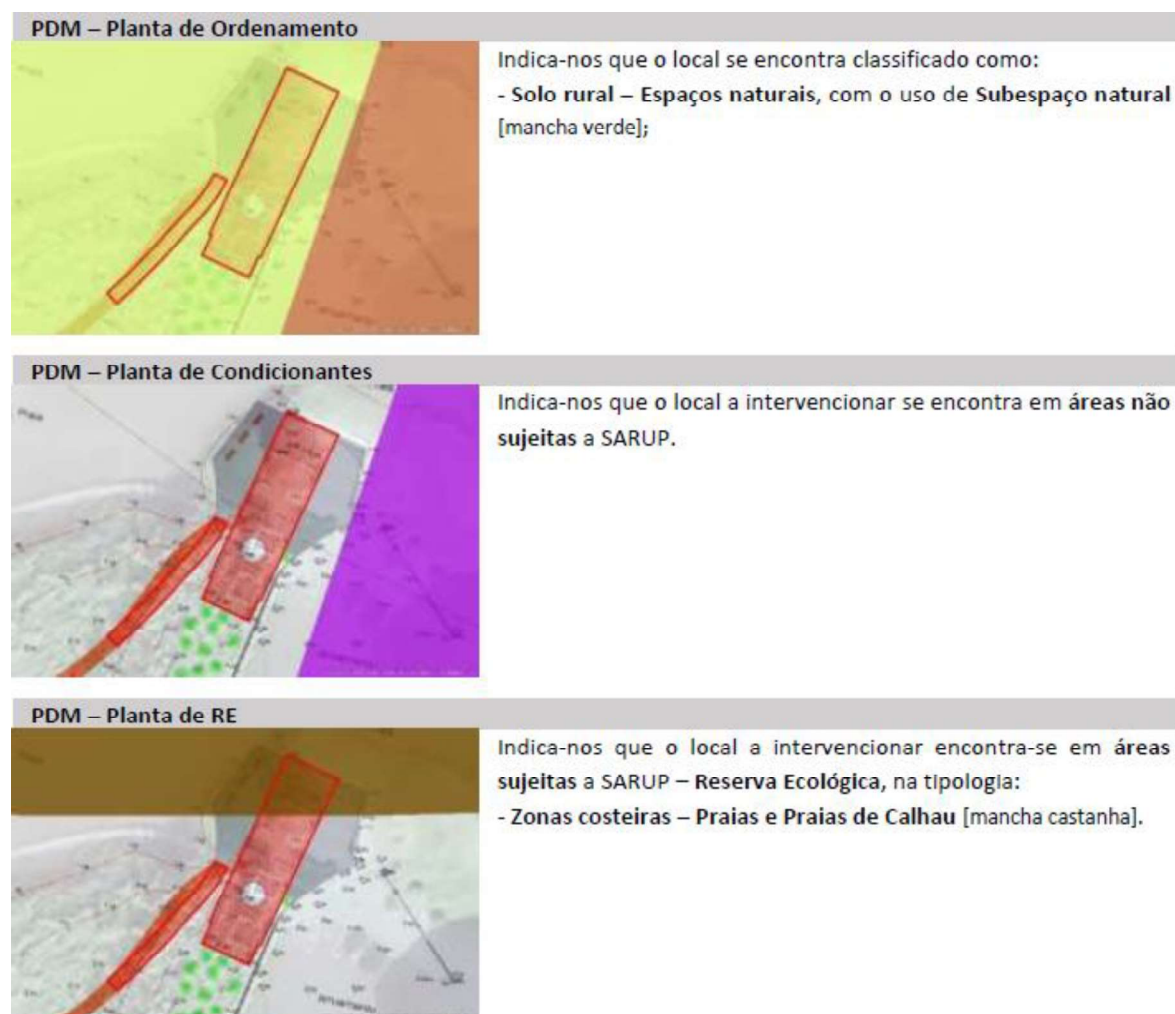 PDM – Planta de Ordenamento
Indica-nos que o local se encontra classificado como:
- Solo rural – Espaços naturais, com o uso de Subespaço natural
[mancha verde];
PDM – Planta de Condicionantes
Indica-nos que o local a intervencionar se encontra em áreas não
sujeitas a SARUP.
PDM – Planta de RE
Indica-nos que o local a intervencionar encontra-se em áreas
sujeitas a SARUP – Reserva Ecológica, na tipologia:
- Zonas costeiras – Praias e Praias de Calhau [mancha castanha].